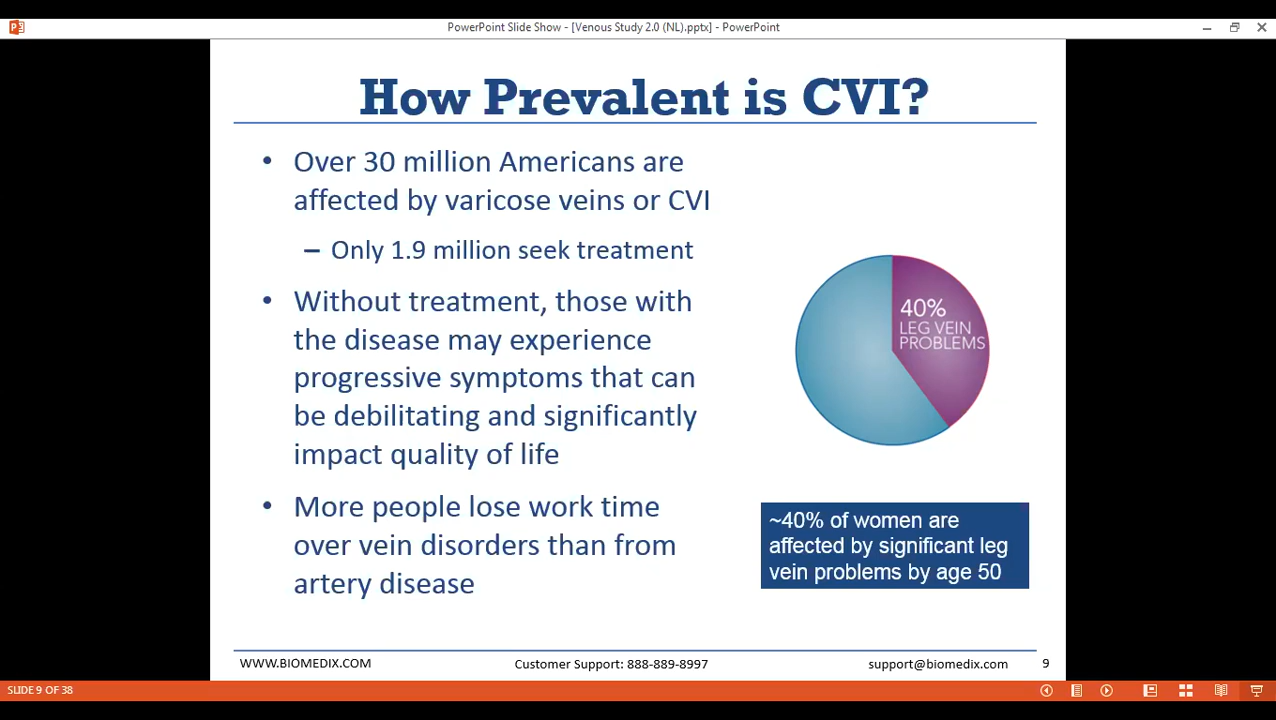 PowerPoint Slide Show - [Venous Study 2.0 (NL).pptx] - PowerPoint
How Prevalent is CVI?
• Over 30 million Americans are
affected by varicose veins or CVI
– Only 1.9 million seek treatment
• Without treatment, those with
the disease may experience
progressive symptoms that can
be debilitating and significantly
impact quality of life
• More people lose work time
over vein disorders than from
artery disease
40%
LEG VEIN
PROBLEMS
~40% of women are
affected by significant leg
vein problems by age 50
WWW.BIOMEDIX.COM Customer Support: 888-889-8997 support@biomedix.com 9
SLIDE 9 OF 38